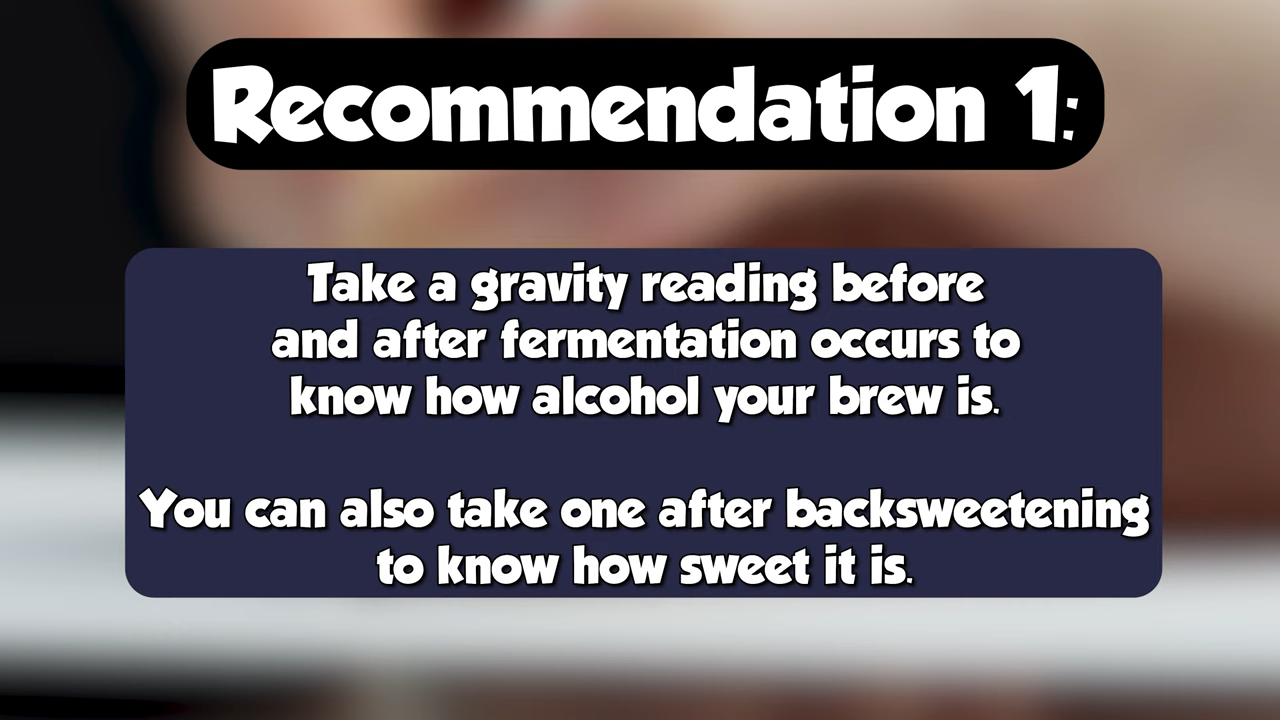 Recommendation 1:
Take a gravity reading before
and after fermentation occurs to
know how alcohol your brew is.
You can also take one after backsweetening
to know how sweet it is.